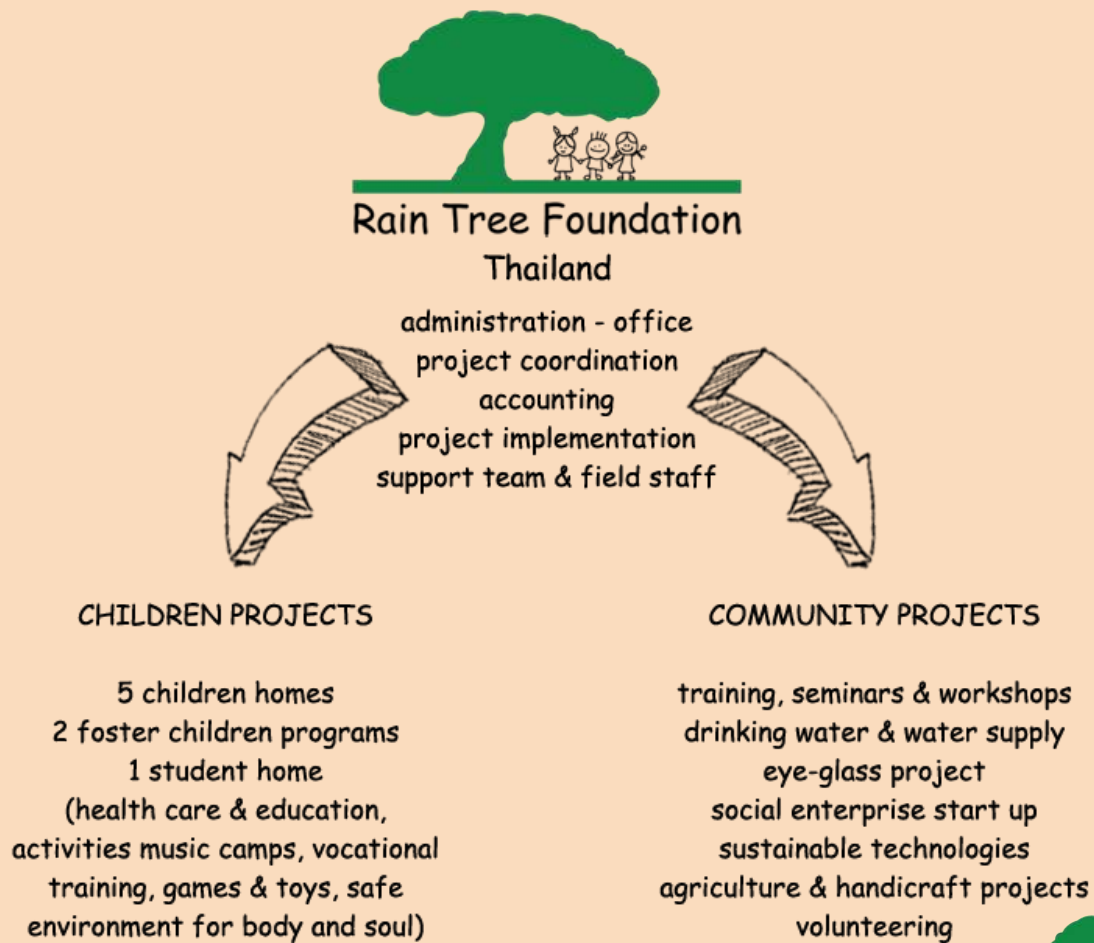 Rain Tree Foundation
Thailand
administration - office
project coordination
accounting
project implementation
support team & field staff
CHILDREN PROJECTS
5 children homes
2 foster children programs
1 student home
(health care & education,
activities music camps, vocational
training, games & toys, safe
environment for body and soul)
COMMUNITY PROJECTS
training, seminars & workshops
drinking water & water supply
eye-glass project
social enterprise start up
sustainable technologies
agriculture & handicraft projects
volunteering